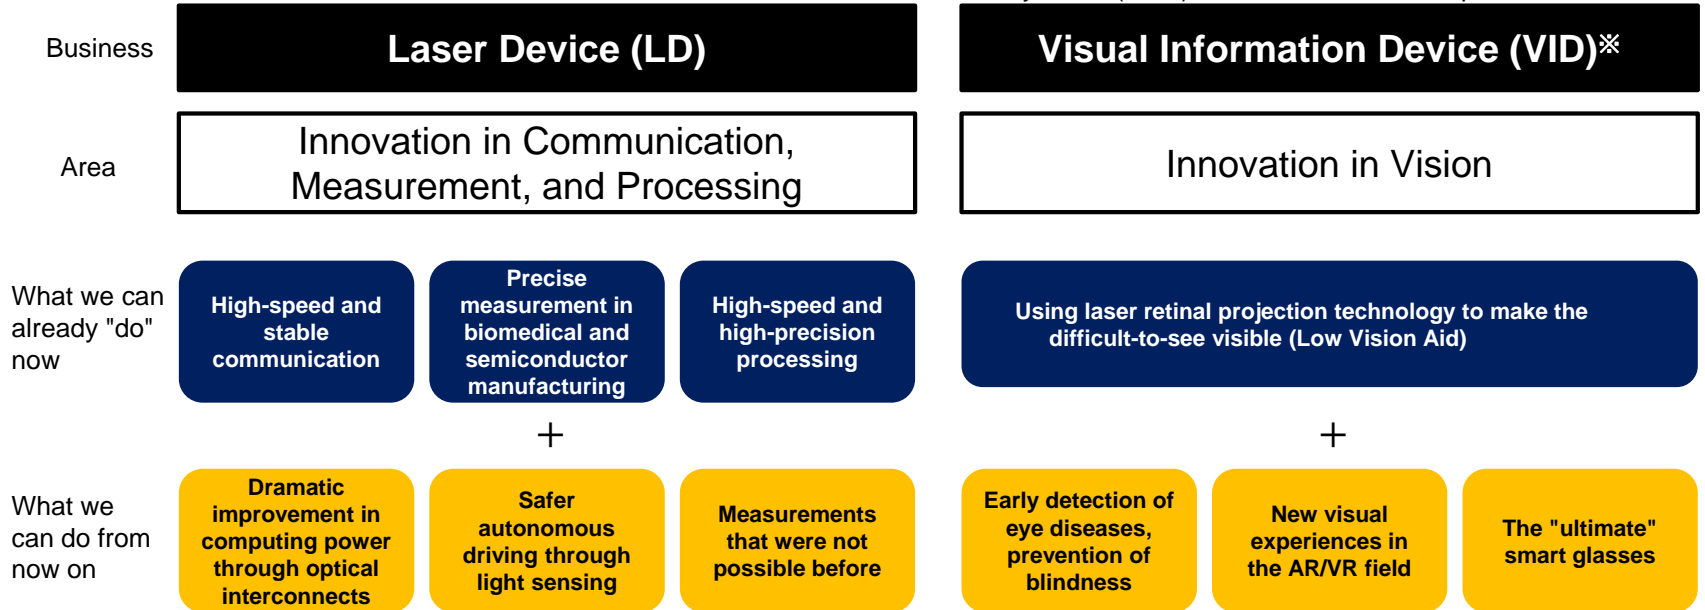 Business
Laser Device (LD)
Visual Information Device (VID)※
Area
Innovation in Communication,
Measurement, and Processing
Innovation in Vision
What we can
already "do"
now
High-speed and
stable
communication
Precise
measurement in
biomedical and
semiconductor
manufacturing
High-speed and
high-precision
processing
Using laser retinal projection technology to make the
difficult-to-see visible (Low Vision Aid)
+
+
What we
can do from
now on
Dramatic
improvement in
computing power
through optical
interconnects
Safer
autonomous
driving through
light sensing
Measurements
that were not
possible before
Early detection of
eye diseases,
prevention of
blindness
New visual
experiences in
the AR/VR field
The "ultimate"
smart glasses